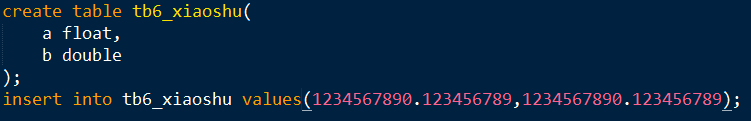 create table tb6_xiaoshu(
    a float,
    b double
);
insert into tb6_xiaoshu values(1234567890.123456789,1234567890.123456789);